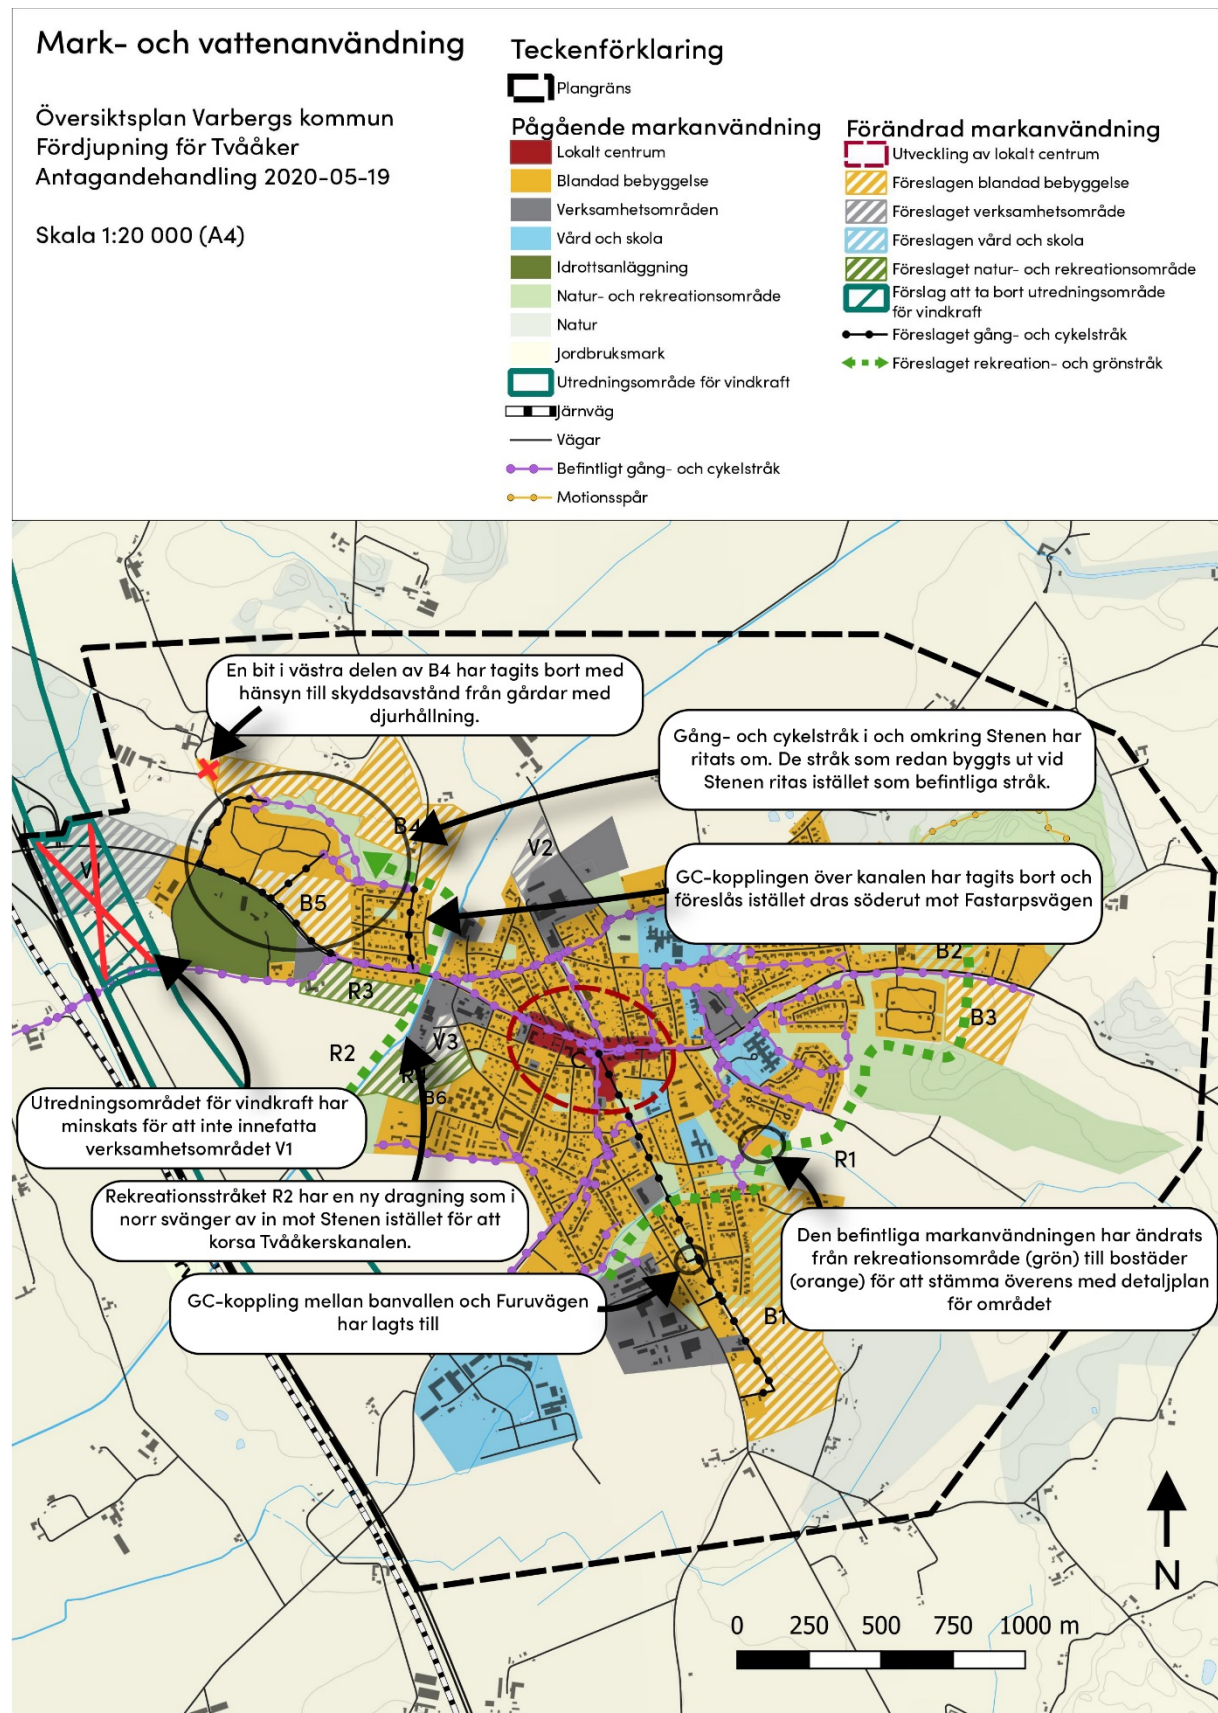 Mark- och vattenanvändning
Översiktsplan Varbergs kommun
Fördjupning för Tvååker
Antagandehandling 2020-05-19
Skala 1:20 000 (A4)
Teckenförklaring
Plangräns
Pågående markanvändning
Lokalt centrum
Blandad bebyggelse
Verksamhetsområden
Vård och skola
Idrottsanläggning
Natur- och rekreationsområde
Natur
Jordbruksmark
Utredningsområde för vindkraft
Järnväg
Vägar
Befintligt gång- och cykelstråk
Motionsspår
Förändrad markanvändning
Utveckling av lokalt centrum
Föreslagen blandad bebyggelse
Föreslaget verksamhetsområde
Föreslagen vård och skola
Föreslaget natur- och rekreationsområde
Förslag att ta bort utredningsområde
för vindkraft
Föreslaget gång- och cykelstråk
Föreslaget rekreation- och grönstråk
En bit i västra delen av B4 har tagits bort med
hänsyn till skyddsavstånd från gårdar med
djurhållning.
Gång- och cykelstråk i och omkring Stenen har
ritats om. De stråk som redan byggts ut vid
Stenen ritas istället som befintliga stråk.
B4
V2
V1
GC-kopplingen över kanalen har tagits bort och
föreslås istället dras söderut mot Fastarpsvägen
B5
B2
R3
B3
V3
R2
B6
Utredningsområdet för vindkraft har
minskats för att inte innefatta
verksamhetsområdet V1
R1
Rekreationsstråket R2 har en ny dragning som i
norr svänger av in mot Stenen istället för att
korsa Tvååkerskanalen.
Den befintliga markanvändningen har ändrats
från rekreationsområde (grön) till bostäder
(orange) för att stämma överens med detaljplan
för området
GC-koppling mellan banvallen och Furuvägen
har lagts till
B1
N
0 250 500 750 1000 m